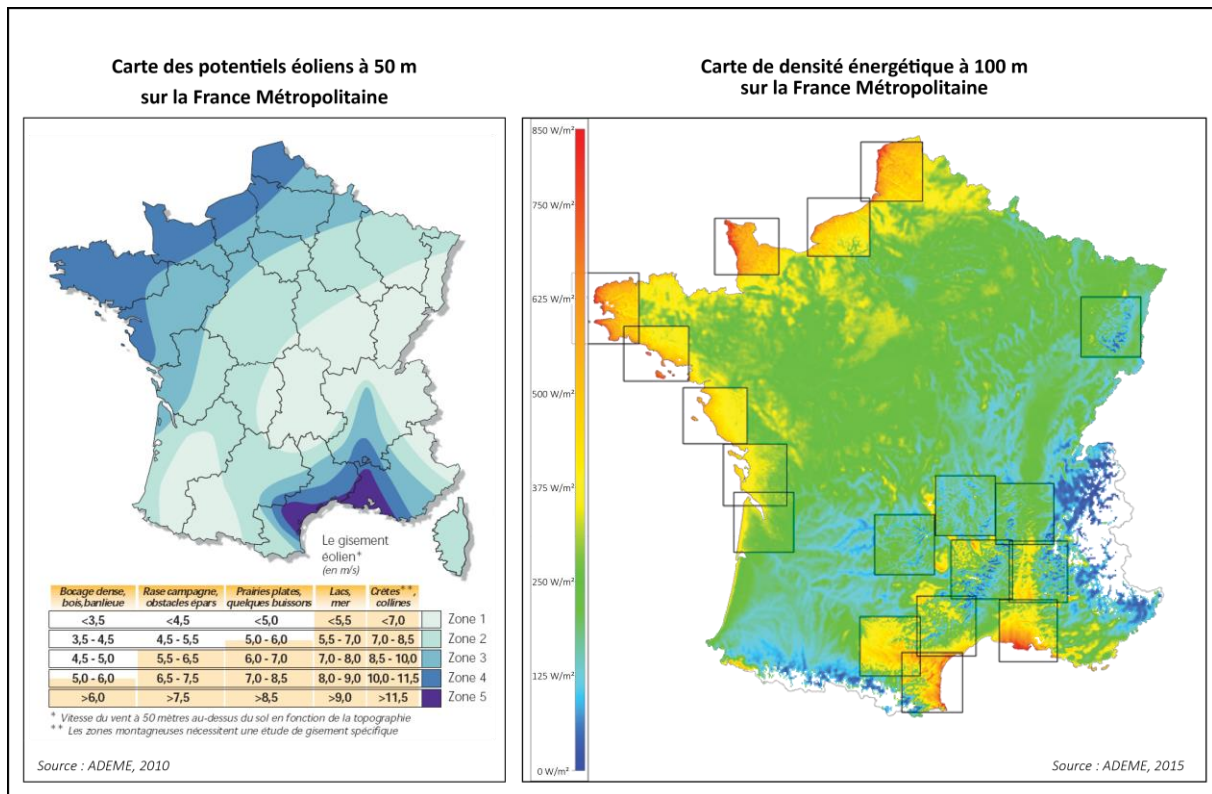 Carte des potentiels éoliens à 50 m
sur la France Métropolitaine
Le gisement
éolien*
(en m/s)
Bocage dense, bois,banlieue | Rase campagne, obstacles épars | Prairies plates, quelques buissons | Lacs, mer | Crêtes**, collines
<3,5 <4,5 <5,0 <5,5 <7,0 Zone 1
3,5 - 4,5 4,5 - 5,5 5,0 - 6,0 5,5 - 7,0 7,0 - 8,5 Zone 2
4,5 - 5,0 5,5 - 6,5 6,0 - 7,0 7,0 - 8,0 8,5 - 10,0 Zone 3
5,0 - 6,0 6,5 - 7,5 7,0 - 8,5 8,0 - 9,0 10,0 - 11,5 Zone 4
>6,0 >7,5 >8,5 >9,0 >11,5 Zone 5
* Vitesse du vent à 50 mètres au-dessus du sol en fonction de la topographie
** Les zones montagneuses nécessitent une étude de gisement spécifique
Source : ADEME, 2010
Carte de densité énergétique à 100 m
sur la France Métropolitaine
850 W/m²
750 W/m²
625 W/m²
500 W/m²
375 W/m²
250 W/m²
125 W/m²
0 W/m²
Source : ADEME, 2015